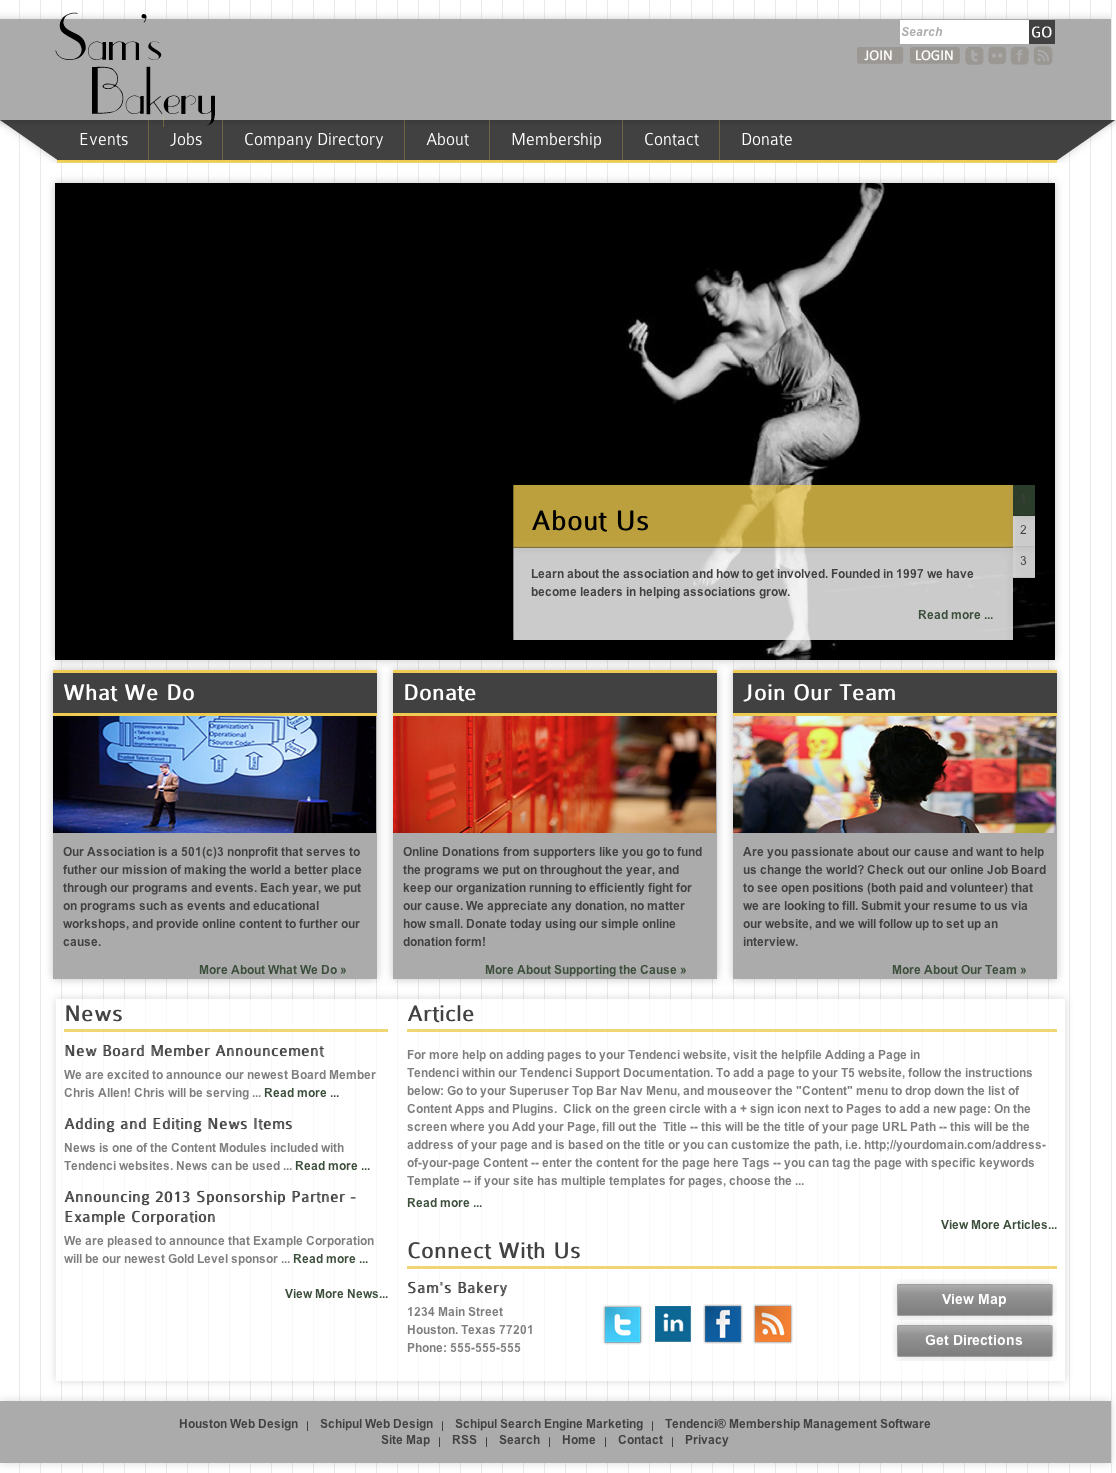 Sam's
Bakery
Search
GO
JOIN LOGIN
Events Jobs Company Directory About Membership Contact Donate
About Us
2
3
Learn about the association and how to get involved. Founded in 1997 we have
become leaders in helping associations grow.
Read more ...
What We Do
Organization's
Operational
"Source Code"
Our Association is a 501(c)3 nonprofit that serves to
futher our mission of making the world a better place
through our programs and events. Each year, we put
on programs such as events and educational
workshops, and provide online content to further our
cause.
More About What We Do »
Donate
Online Donations from supporters like you go to fund
the programs we put on throughout the year, and
keep our organization running to efficiently fight for
our cause. We appreciate any donation, no matter
how small. Donate today using our simple online
donation form!
More About Supporting the Cause »
Join Our Team
Are you passionate about our cause and want to help
us change the world? Check out our online Job Board
to see open positions (both paid and volunteer) that
we are looking to fill. Submit your resume to us via
our website, and we will follow up to set up an
interview.
More About Our Team »
News
New Board Member Announcement
We are excited to announce our newest Board Member
Chris Allen! Chris will be serving ... Read more ...
Adding and Editing News Items
News is one of the Content Modules included with
Tendenci websites. News can be used ... Read more ...
Announcing 2013 Sponsorship Partner -
Example Corporation
We are pleased to announce that Example Corporation
will be our newest Gold Level sponsor ... Read more ...
View More News...
Article
For more help on adding pages to your Tendenci website, visit the helpfile Adding a Page in
Tendenci within our Tendenci Support Documentation. To add a page to your T5 website, follow the instructions
below: Go to your Superuser Top Bar Nav Menu, and mouseover the "Content" menu to drop down the list of
Content Apps and Plugins.  Click on the green circle with a + sign icon next to Pages to add a new page: On the
screen where you Add your Page, fill out the  Title -- this will be the title of your page URL Path -- this will be the
address of your page and is based on the title or you can customize the path, i.e. http;//yourdomain.com/address-
of-your-page Content -- enter the content for the page here Tags -- you can tag the page with specific keywords
Template -- if your site has multiple templates for pages, choose the ...
Read more ...
View More Articles...
Connect With Us
Sam's Bakery
1234 Main Street
Houston. Texas 77201
Phone: 555-555-555
View Map
Get Directions
Houston Web Design | Schipul Web Design | Schipul Search Engine Marketing | Tendenci® Membership Management Software
Site Map | RSS | Search | Home | Contact | Privacy